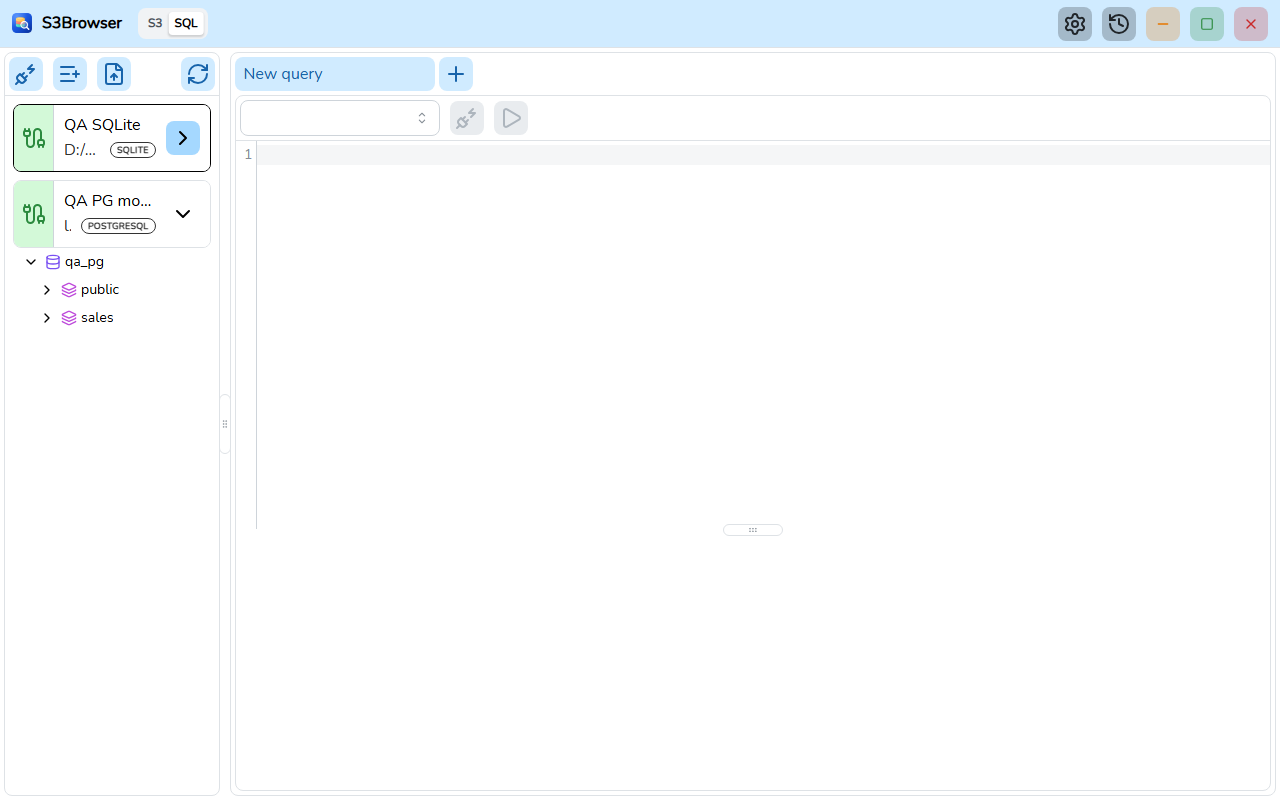 S3Browser
S3
SQL
New query
QA SQLite
D:/...
SQLITE
1
QA PG mo...
l.
POSTGRESQL
qa_pg
public
sales